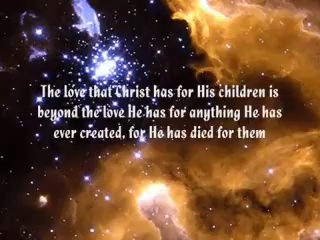 The love that Christ has for His children is
beyond the love He has for anything He has
ever created, for He has died for them